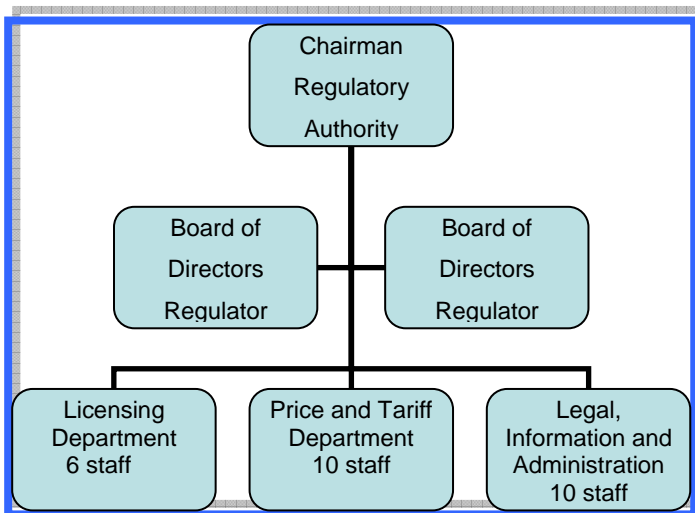 Chairman
Regulatory
Authority
Board of
Directors
Regulator
Board of
Directors
Regulator
Licensing
Department
6 staff
Price and Tariff
Department
10 staff
Legal,
Information and
Administration
10 staff